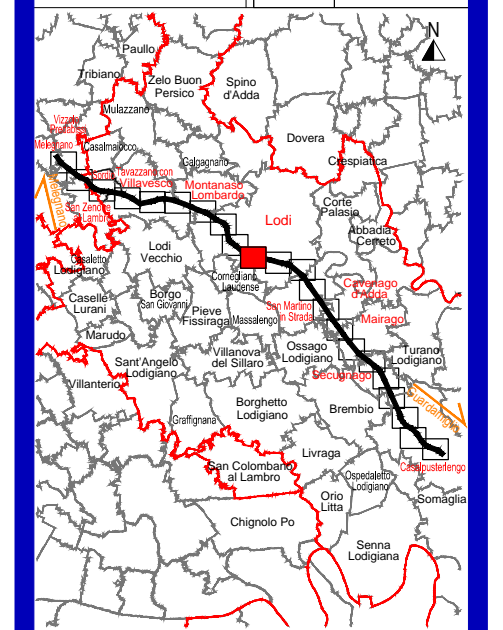 N
Paullo
Tribiano
Zelo Buon
Persico
Spino
d'Adda
Mulazzano
Dovera
Casalmaiocco
Melegnano
Galgagnano
Crespiatica
Tavazzano con
Villavesco
Montanaso
Lombardo
Corte
Palasio
San Zenone
al Lambro
Lodi
Abbadia
Cerreto
Melegnano
Casaletto
Lodigiano
Lodi
Vecchio
Cornegliano
Laudense
Cavenago
d'Adda
Caselle
Lurani
Borgo
San Giovanni
Pieve
Fissiraga
Massalengo
San Martino
in Strada
Mairago
Marudo
Ossago
Lodigiano
Turano
Lodigiano
Sant'Angelo
Lodigiano
Villanova
del Sillaro
Villanterio
Secugnago
Guardamiglio
Borghetto
Lodigiano
Brembio
Graffignana
Livraga
San Colombano
al Lambro
Casalpusterlengo
Ospedaletto
Lodigiano
Orio
Litta
Somaglia
Chignolo Po
Senna
Lodigiana